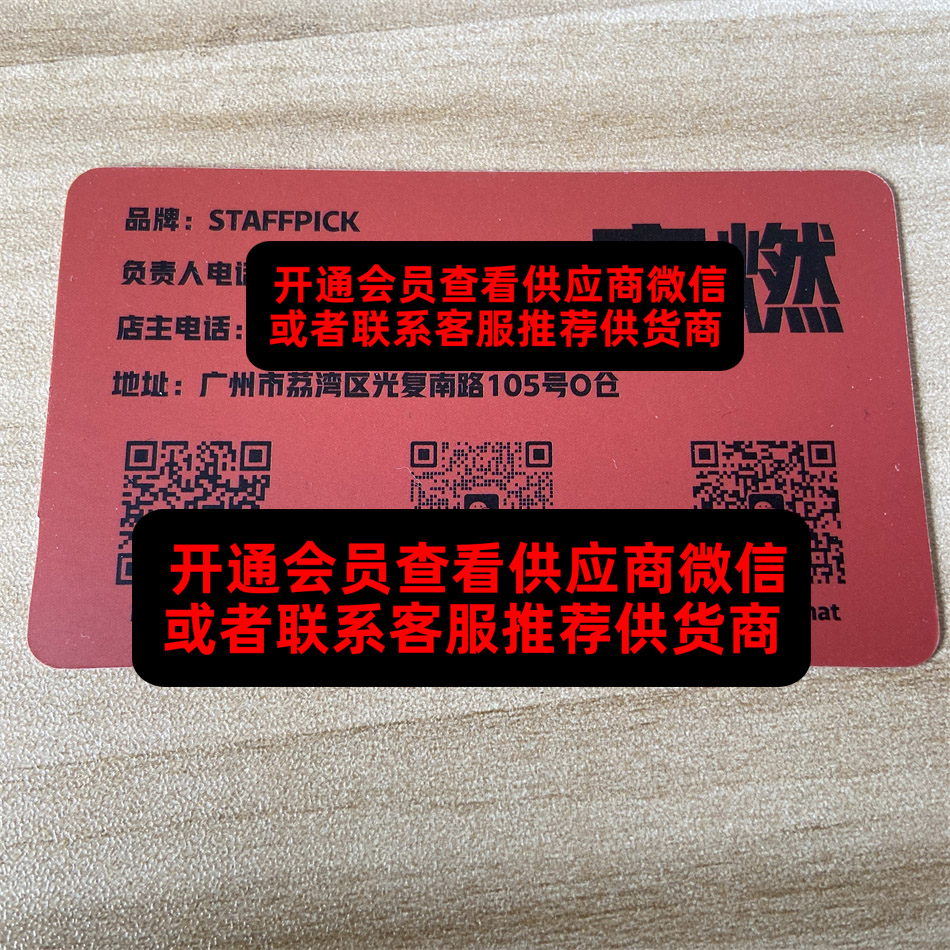 品牌：STAFFPICK
燃
负责人电话
开通会员查看供应商微信
或者联系客服推荐供货商
店主电话：
地址：广州市荔湾区光复南路105号O仓
开通会员查看供应商微信
或者联系客服推荐供货商